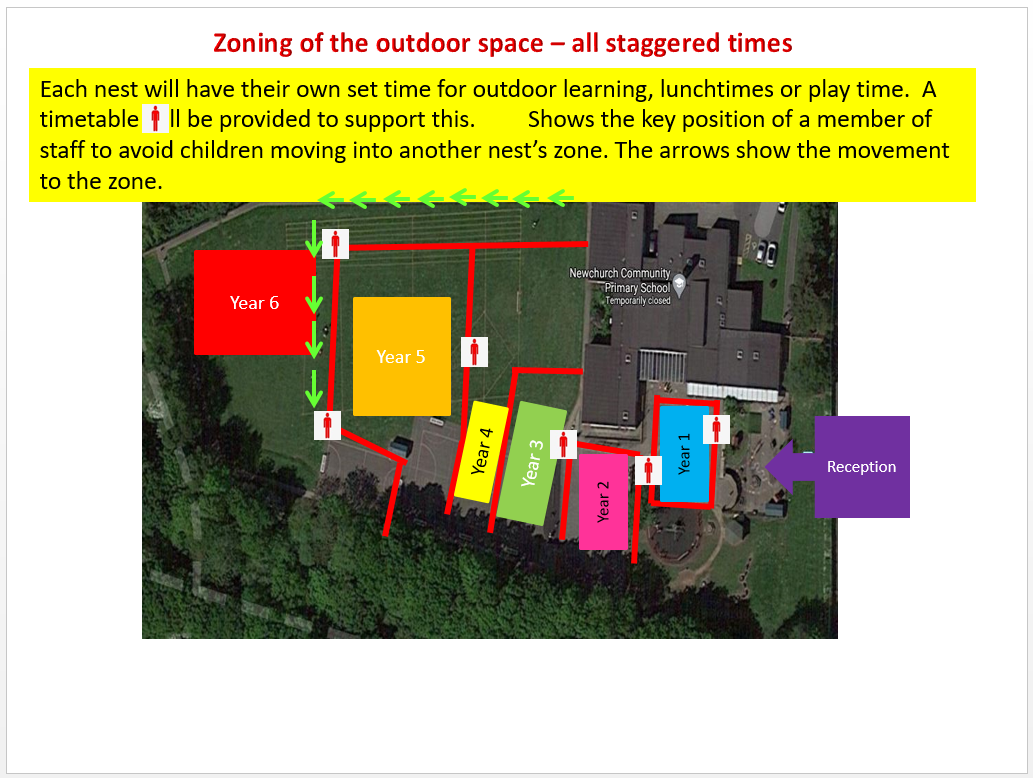 Zoning of the outdoor space – all staggered times
Each nest will have their own set time for outdoor learning, lunchtimes or play time. A
timetable ll be provided to support this. Shows the key position of a member of
staff to avoid children moving into another nest's zone. The arrows show the movement
to the zone.
Newchurch Community
Primary School
Temporarily closed
Year 6
Year 5
Year 4
Year 3
Year 2
Year 1
Reception